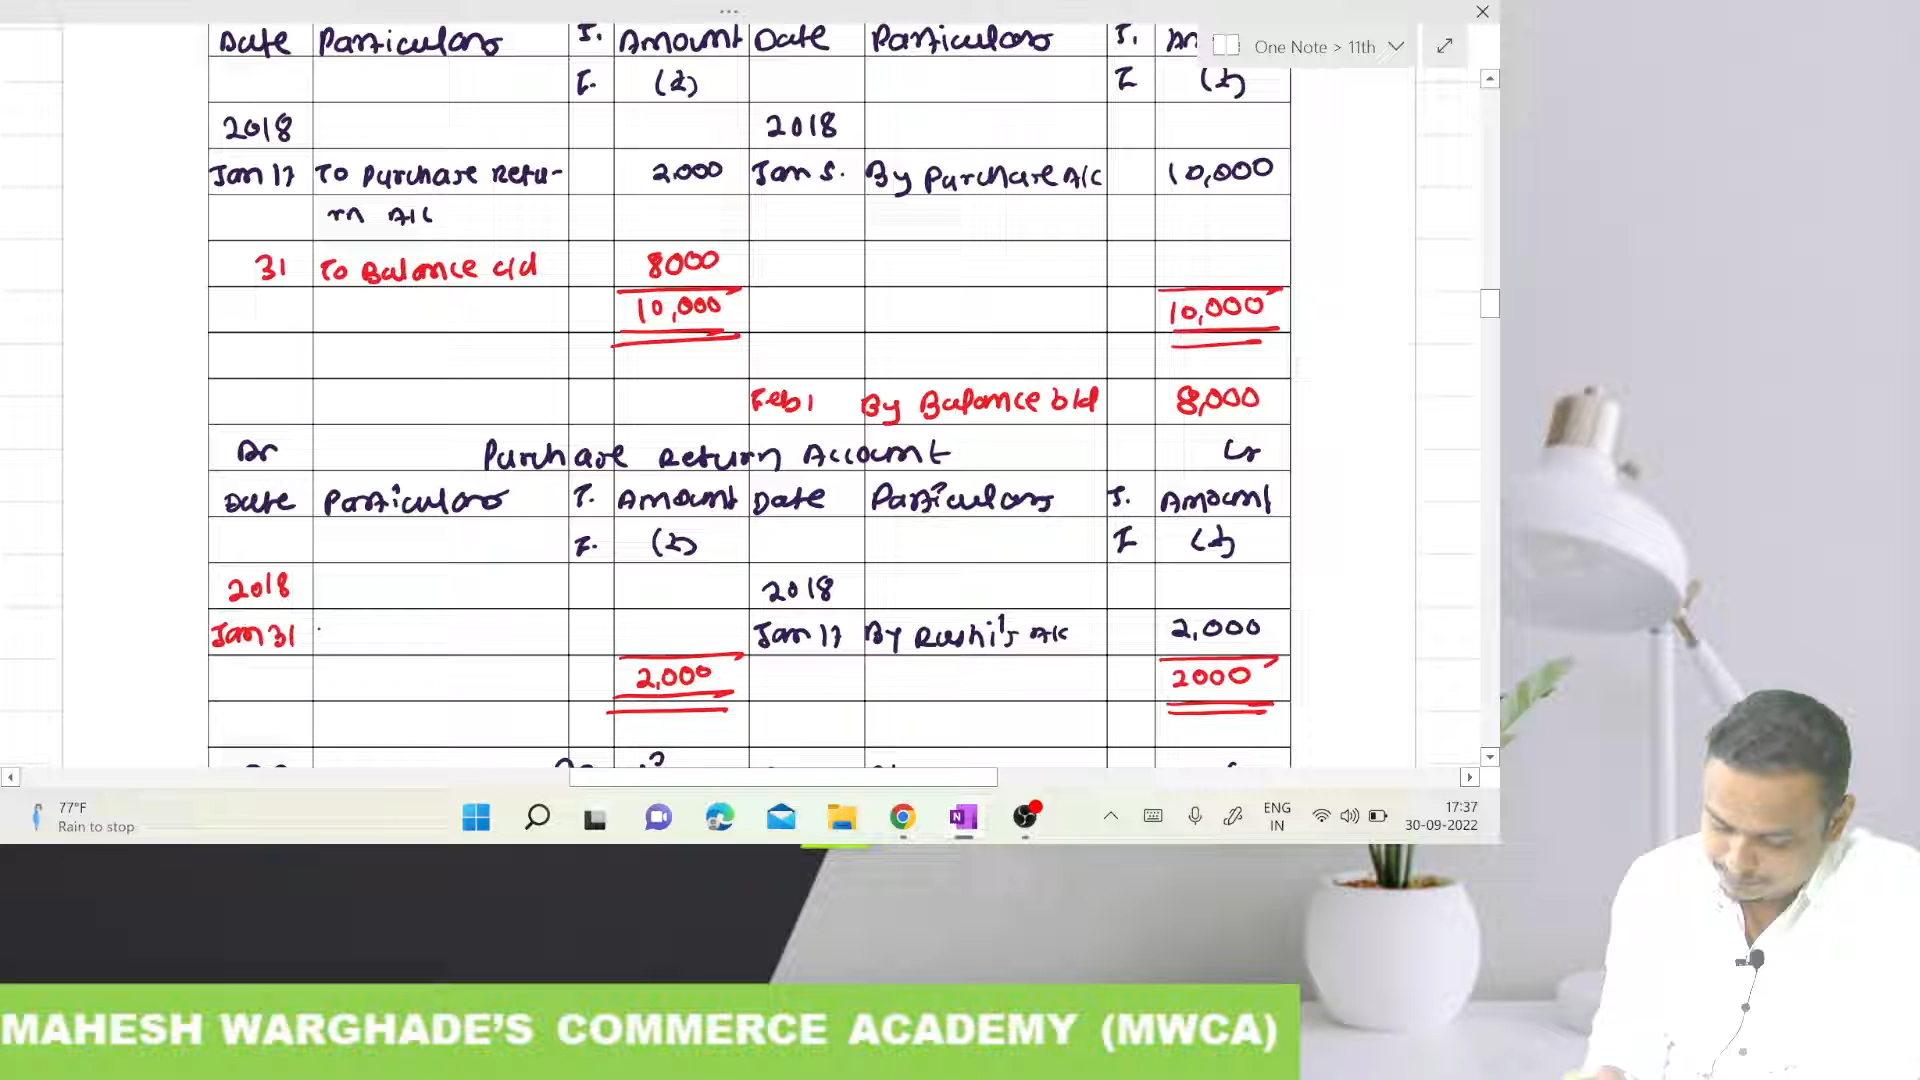 Date Particulars J. Amount Date Particulars J. Am
F. (₹) F (₹)
One Note > 11th
2018 2018
Jan 17 To Purchase Retu- 2000 Jan 5. By Purchase A/c 10,000
rn A/c
31 To Balance c/d 8000
10,000 10,000
Feb 1 By Balance b/d 8,000
Dr Purchase Return Account Cr
Date Particulars J. Amount Date Particulars J. Amount
F. (₹) F (₹)
2018 2018
Jan 31 Jan 17 By Rushi's A/c 2,000
2,000 2000
77°F
Rain to stop
ENG
IN
17:37
30-09-2022
MAHESH WARGHADE'S COMMERCE ACADEMY (MWCA)